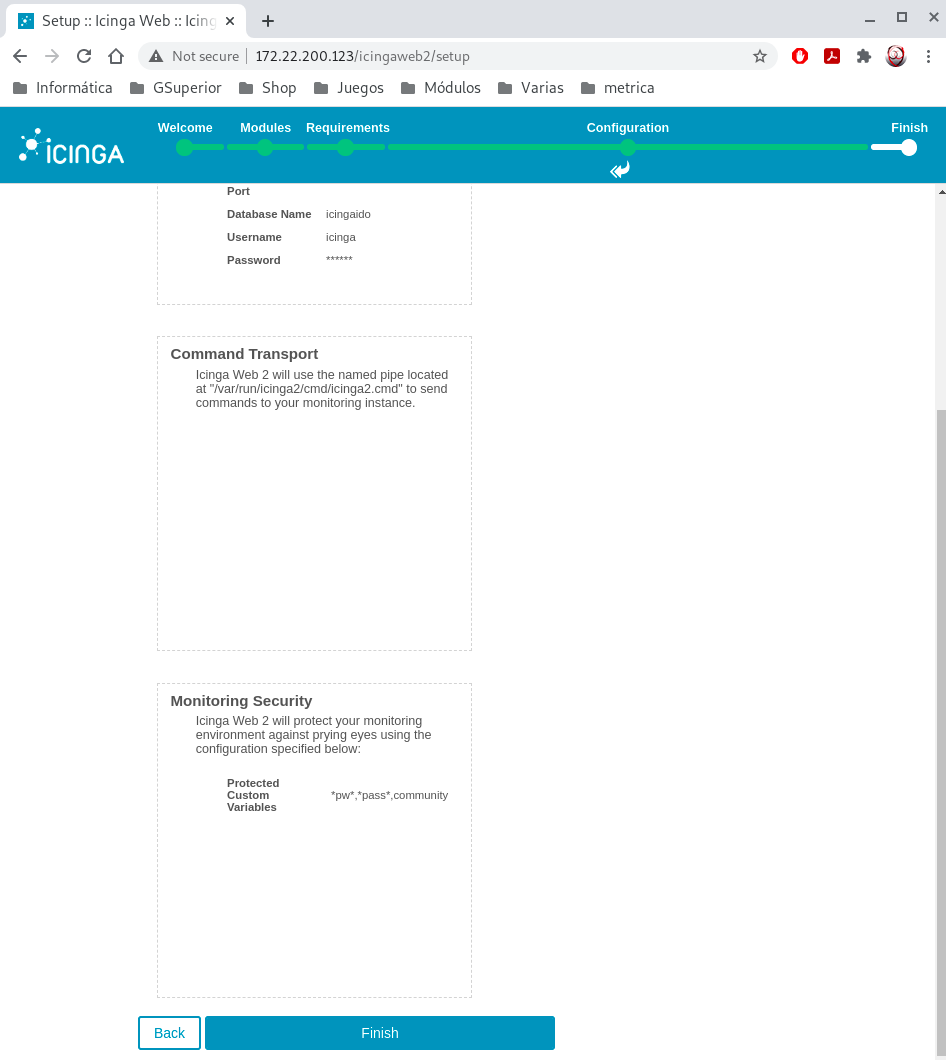 Setup :: Icinga Web :: Icing
Not secure | 172.22.200.123/icingaweb2/setup
Informática GSuperior Shop Juegos Módulos Varias metrica
Welcome Modules Requirements Configuration Finish
ICINGA
Port
Database Name icingaido
Username icinga
Password ******
Command Transport
Icinga Web 2 will use the named pipe located
at "/var/run/icinga2/cmd/icinga2.cmd" to send
commands to your monitoring instance.
Monitoring Security
Icinga Web 2 will protect your monitoring
environment against prying eyes using the
configuration specified below:
Protected
Custom *pw*,*pass*,community
Variables
Back Finish